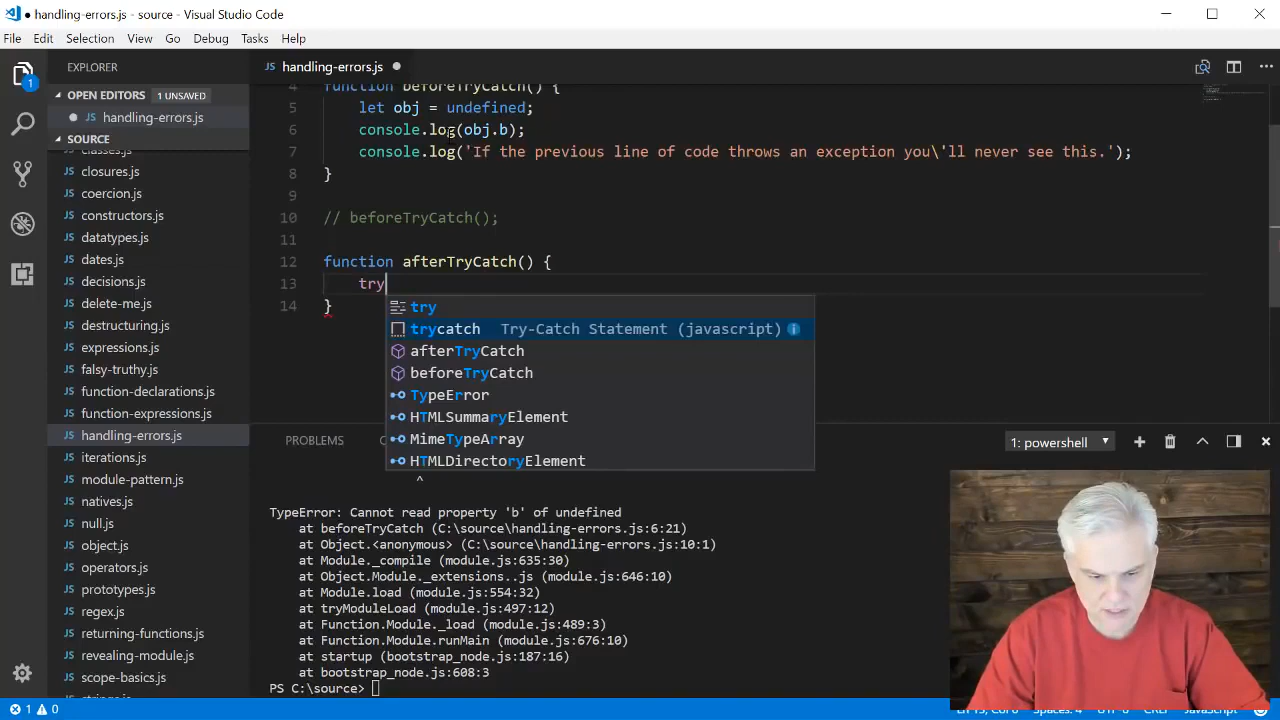 ● handling-errors.js - source - Visual Studio Code
File Edit Selection View Go Debug Tasks Help
EXPLORER
OPEN EDITORS 1 UNSAVED
handling-errors.js
SOURCE
classes.js
closures.js
coercion.js
constructors.js
datatypes.js
dates.js
decisions.js
delete-me.js
destructuring.js
expressions.js
falsy-truthy.js
function-declarations.js
function-expressions.js
handling-errors.js
iterations.js
module-pattern.js
natives.js
null.js
object.js
operators.js
prototypes.js
regex.js
returning-functions.js
revealing-module.js
scope-basics.js
handling-errors.js
4 function beforeTryCatch() {
5 let obj = undefined;
6 console.log(obj.b);
7 console.log('If the previous line of code throws an exception you\'ll never see this.');
8 }
9
10 // beforeTryCatch();
11
12 function afterTryCatch() {
13 try
14 }
try
trycatch Try-Catch Statement (javascript)
afterTryCatch
beforeTryCatch
TypeError
HTMLSummaryElement
MimeTypeArray
HTMLDirectoryElement
PROBLEMS
1: powershell
^
TypeError: Cannot read property 'b' of undefined
at beforeTryCatch (C:\source\handling-errors.js:6:21)
at Object.<anonymous> (C:\source\handling-errors.js:10:1)
at Module._compile (module.js:635:30)
at Object.Module._extensions..js (module.js:646:10)
at Module.load (module.js:554:32)
at tryModuleLoad (module.js:497:12)
at Function.Module._load (module.js:489:3)
at Function.Module.runMain (module.js:676:10)
at startup (bootstrap_node.js:187:16)
at bootstrap_node.js:608:3
PS C:\source>
1 0